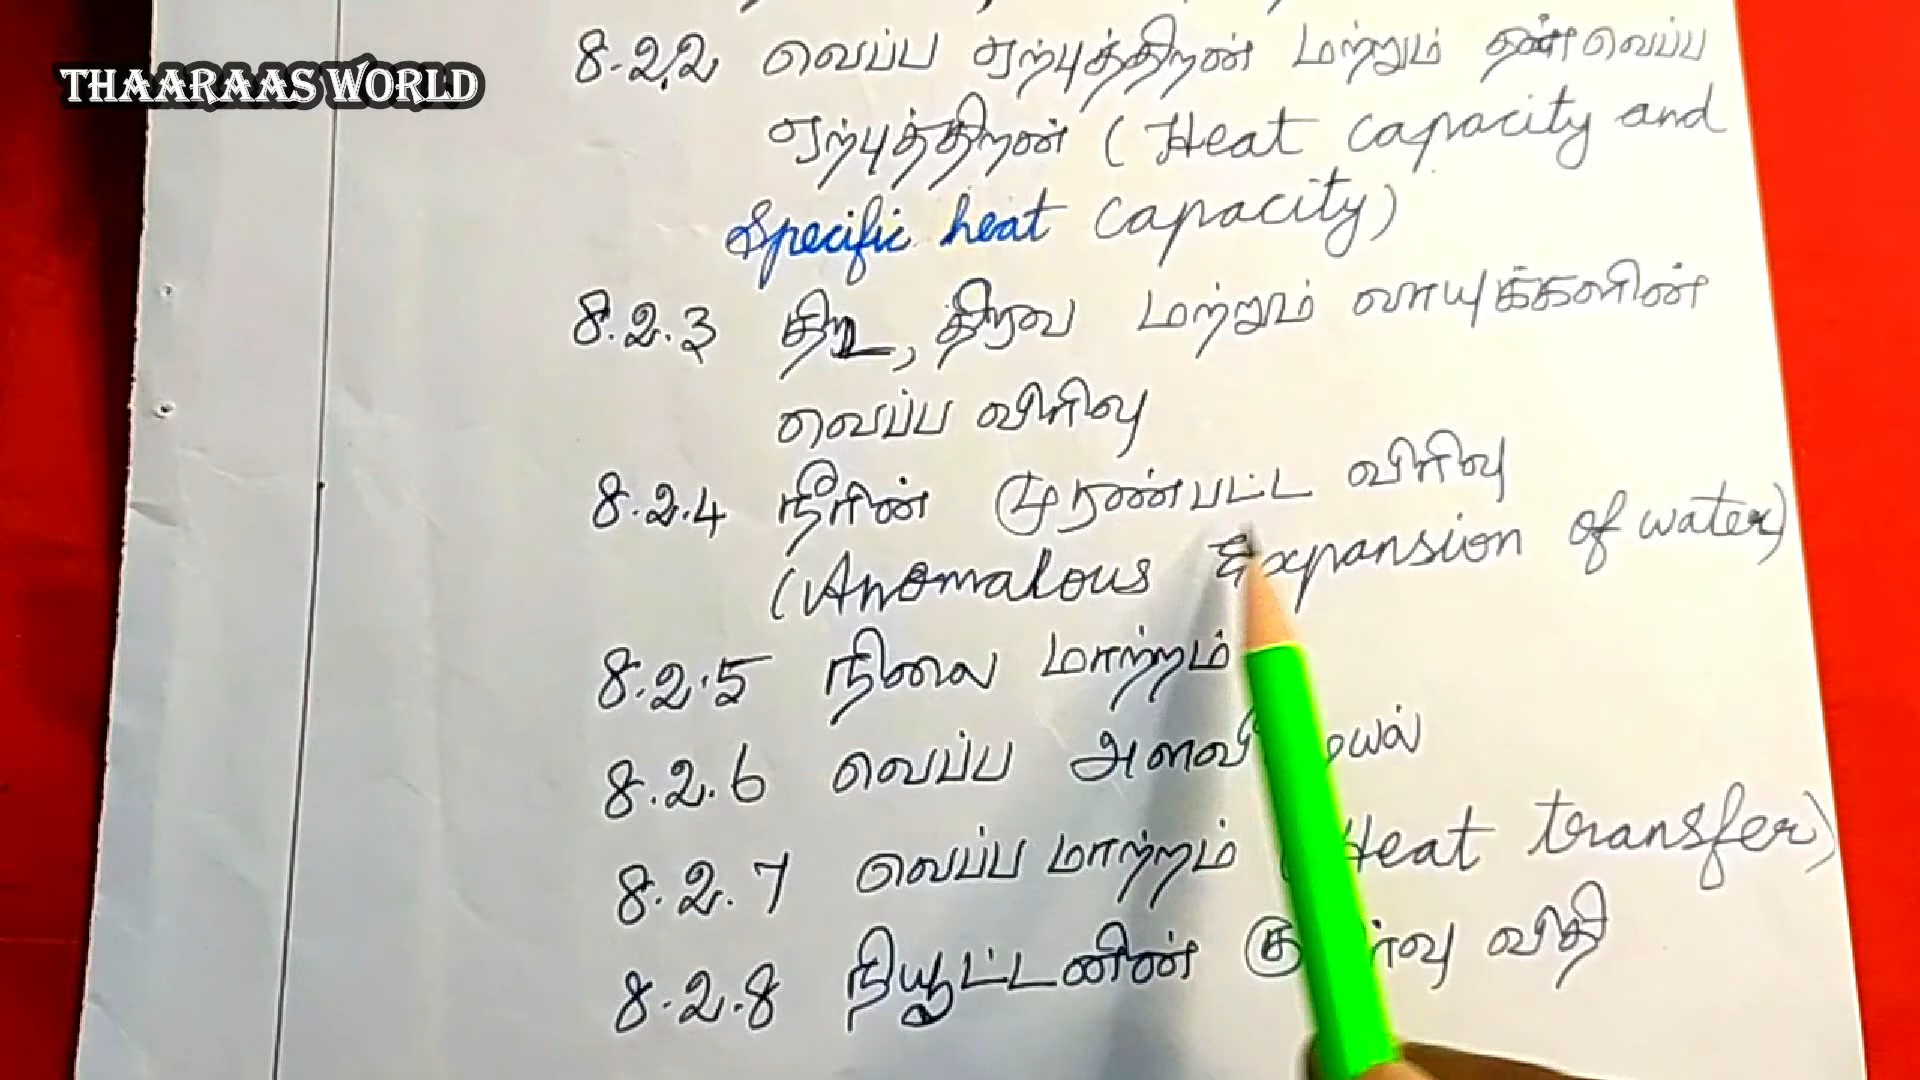 THAARAAS WORLD
8.2.2 வெப்ப ஏற்புத்திறன் மற்றும் தன்வெப்ப
ஏற்புத்திறன் (Heat capacity and
Specific heat capacity)
8.2.3 திட, திரவ மற்றும் வாயுக்களின்
வெப்ப விரிவு
8.2.4 நீரின் முரண்பட்ட விரிவு
(Anomalous Expansion of water)
8.2.5 நிலை மாற்றம்
8.2.6 வெப்ப
8.2.7 வெப்ப மாற்றம் (Heat transfer)
8.2.8 நியூட்டனின் விதி